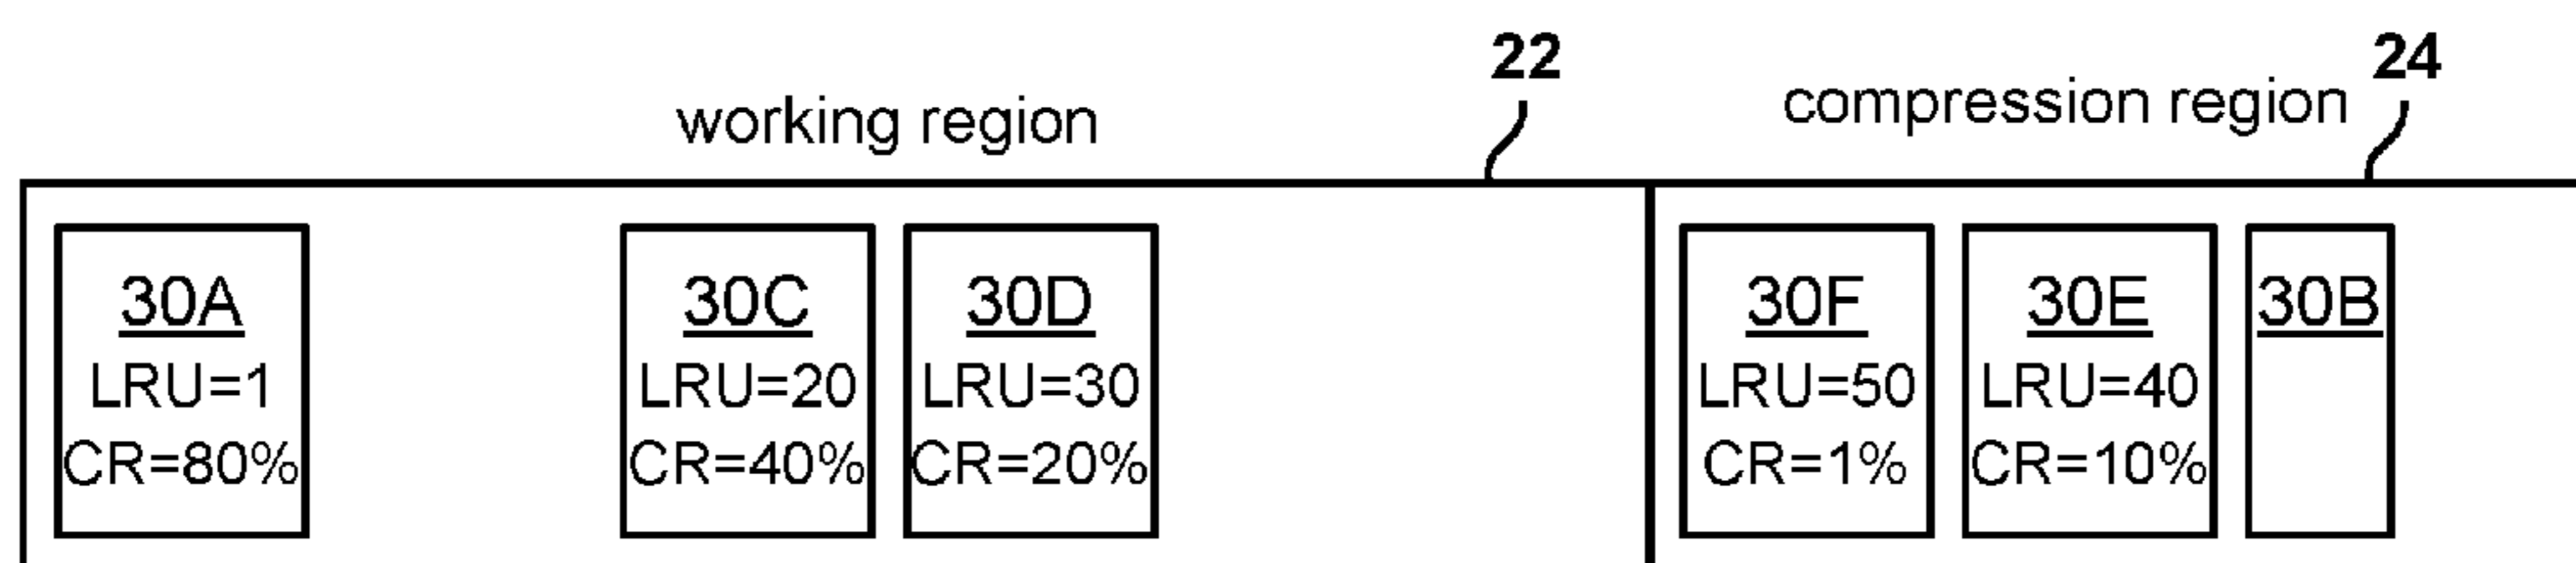 22
24
working region
compression region
30A
LRU=1
CR=80%
30C
LRU=20
CR=40%
30D
LRU=30
CR=20%
30F
LRU=50
CR=1%
30E
LRU=40
CR=10%
30B